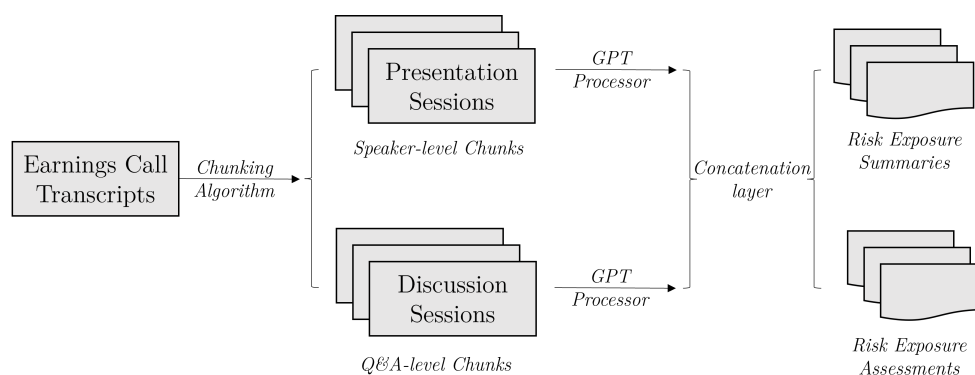 Earnings Call
Transcripts
Chunking
Algorithm
Presentation
Sessions
Speaker-level Chunks
Discussion
Sessions
Q&A-level Chunks
GPT
Processor
GPT
Processor
Concatenation
layer
Risk Exposure
Summaries
Risk Exposure
Assessments